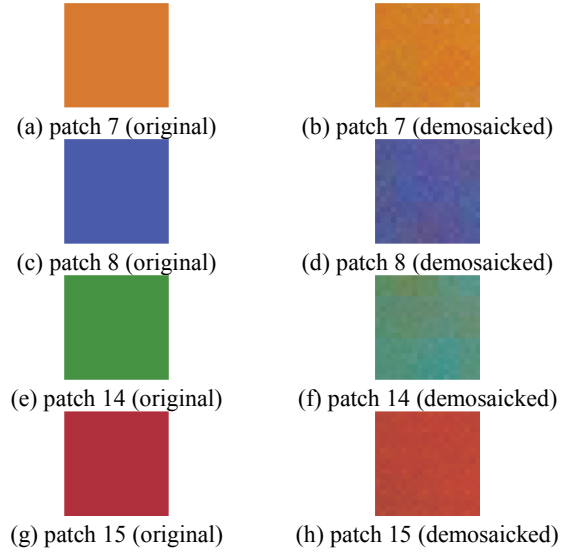 (a) patch 7 (original) (b) patch 7 (demosaicked)
(c) patch 8 (original) (d) patch 8 (demosaicked)
(e) patch 14 (original) (f) patch 14 (demosaicked)
(g) patch 15 (original) (h) patch 15 (demosaicked)